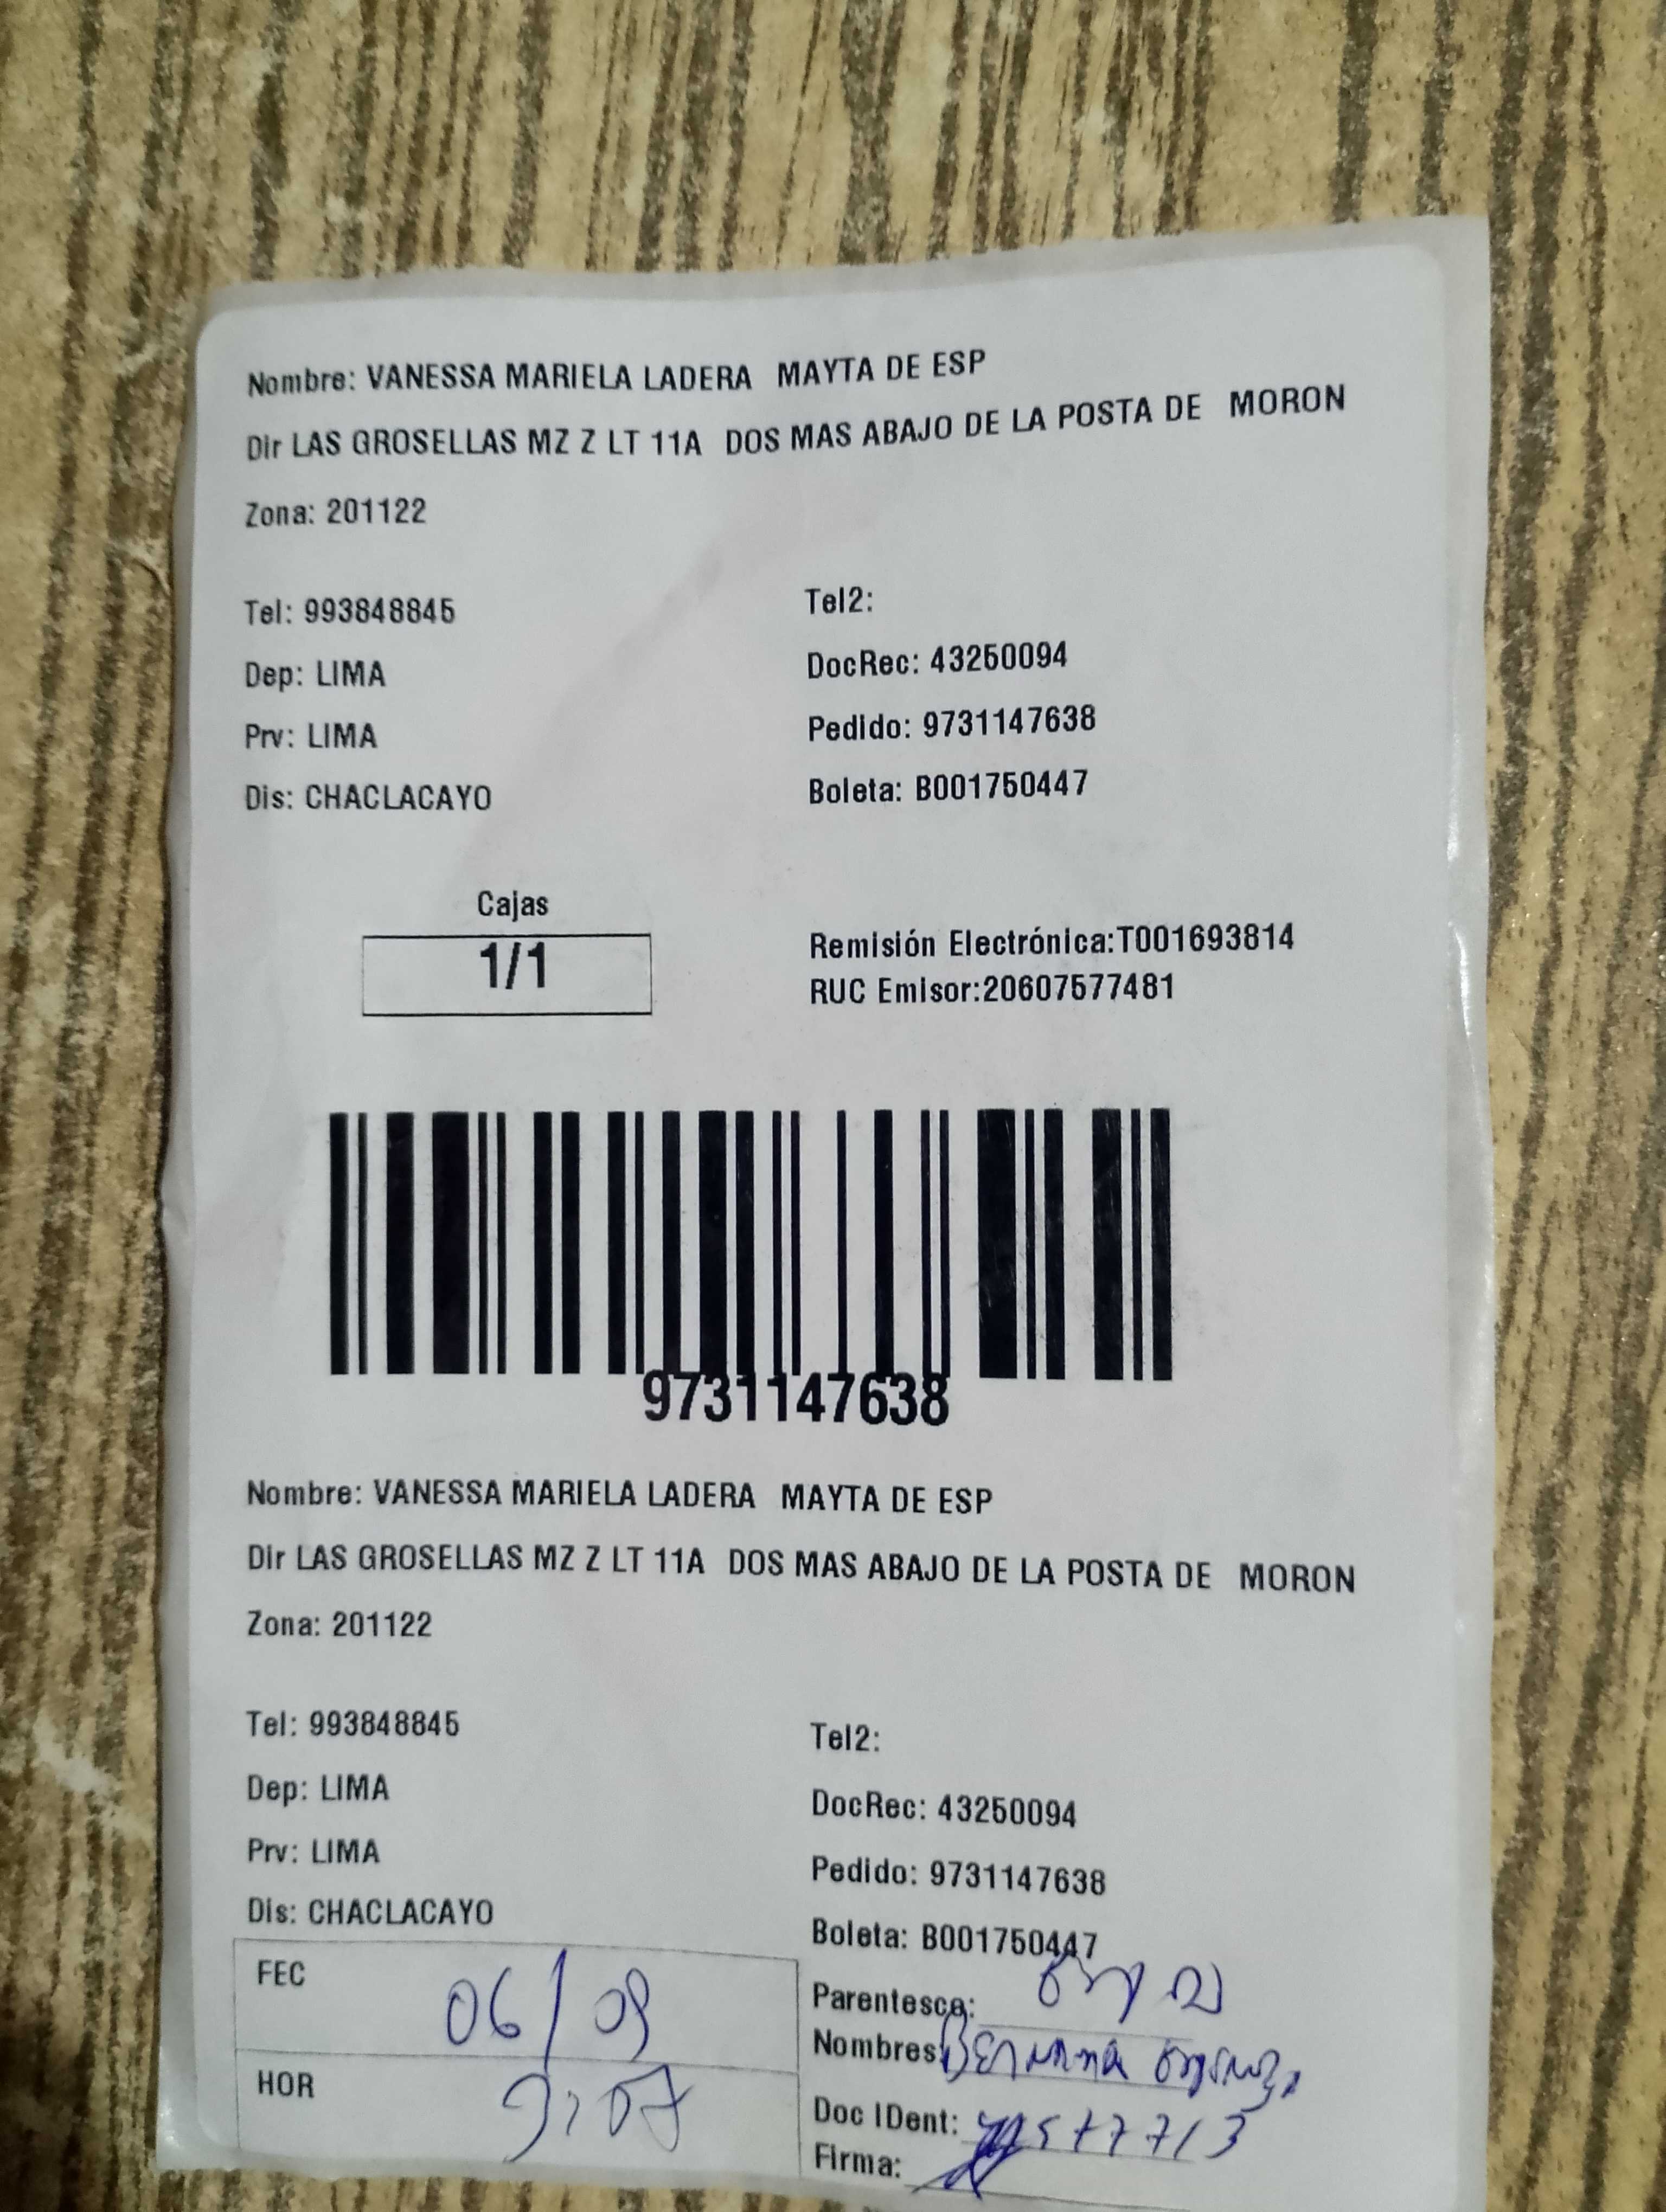 Nombre: VANESSA MARIELA LADERA MAYTA DE ESP
Dir LAS GROSELLAS MZ Z LT 11A DOS MAS ABAJO DE LA POSTA DE MORON
Zona: 201122
Tel: 993848845
Tel2:
Dep: LIMA
DocRec: 43250094
Prv: LIMA
Pedido: 9731147638
Dis: CHACLACAYO
Boleta: B001750447
Cajas
1/1
Remisión Electrónica:T001693814
RUC Emisor:20607577481
9731147638
Nombre: VANESSA MARIELA LADERA MAYTA DE ESP
Dir LAS GROSELLAS MZ Z LT 11A DOS MAS ABAJO DE LA POSTA DE MORON
Zona: 201122
Tel: 993848845
Tel2:
Dep: LIMA
DocRec: 43250094
Prv: LIMA
Pedido: 9731147638
Dis: CHACLACAYO
Boleta: B001750447
FEC 06/09
HOR 9:07
Parentesco:
Nombres:
Doc IDent:
Firma: